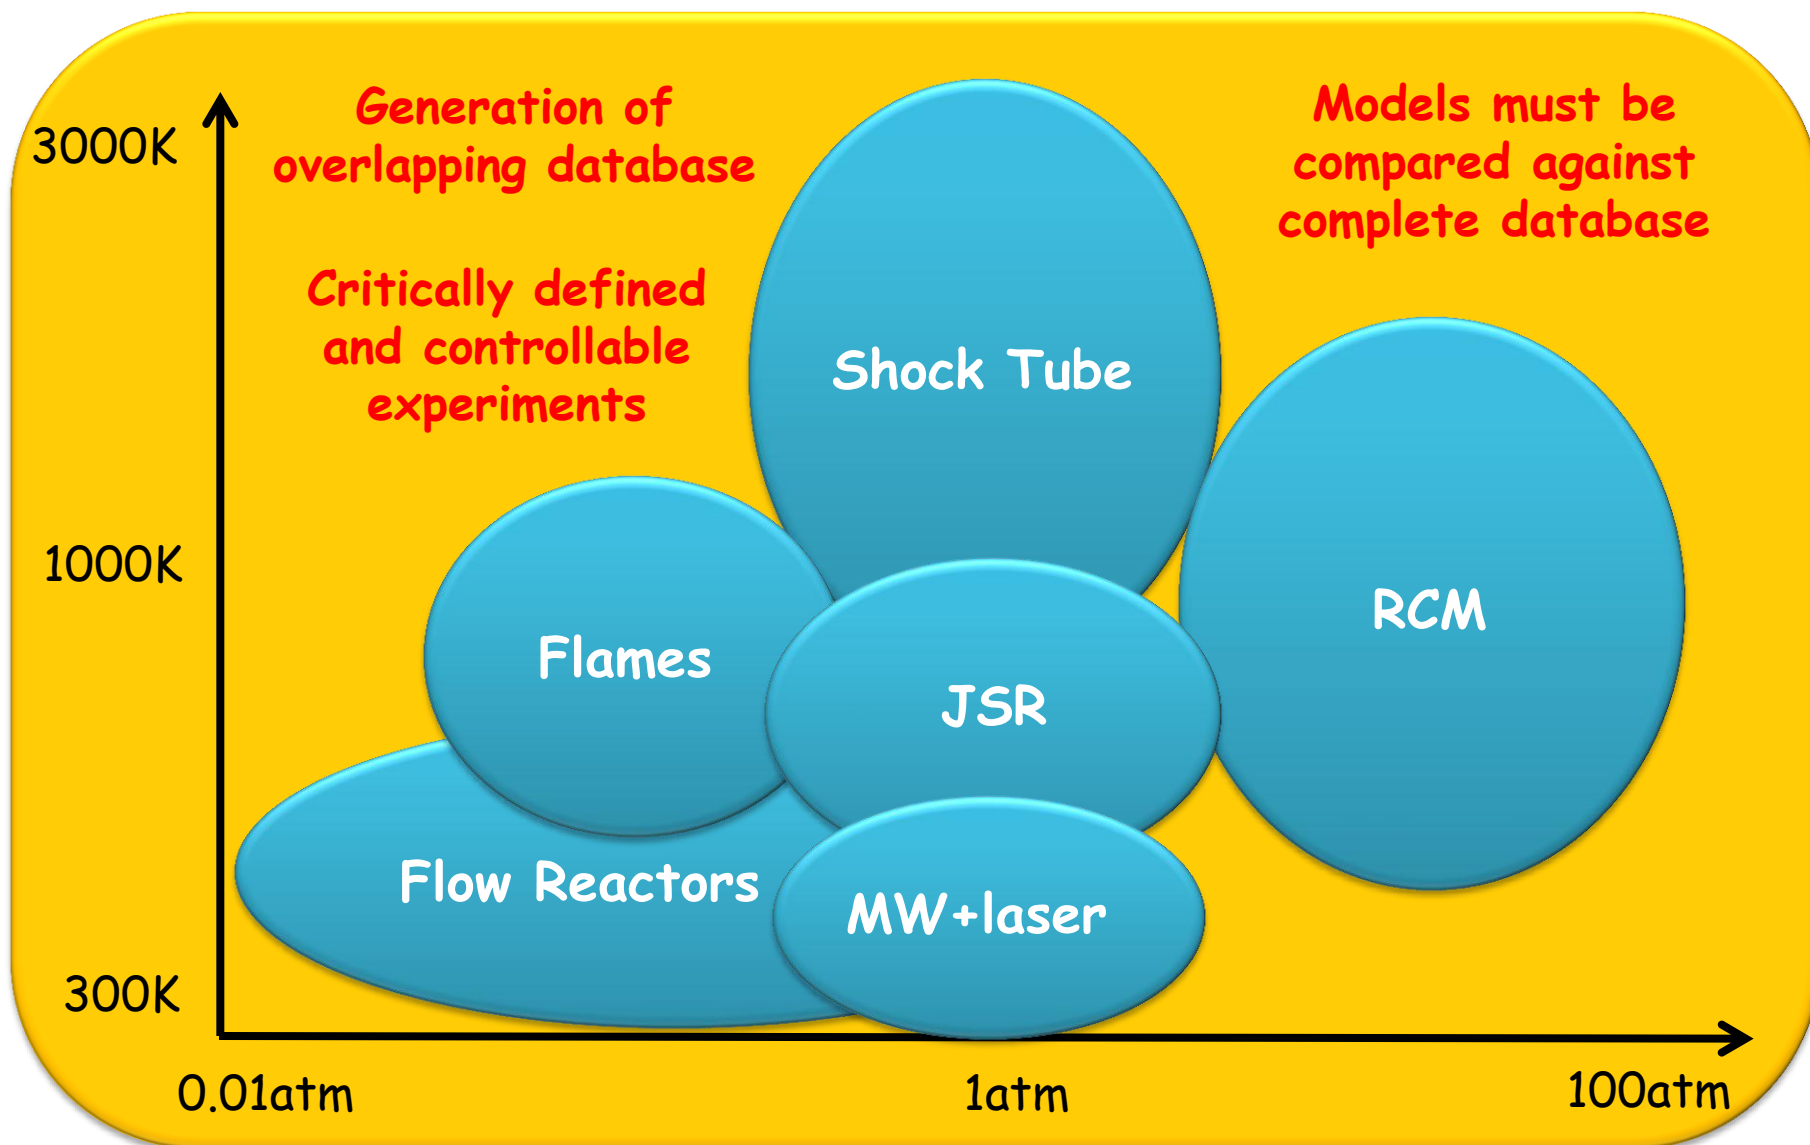 3000K
Generation of
overlapping database
Models must be
compared against
complete database
Critically defined
and controllable
experiments
Shock Tube
1000K
RCM
Flames
JSR
Flow Reactors
MW+laser
300K
0.01atm
1atm
100atm